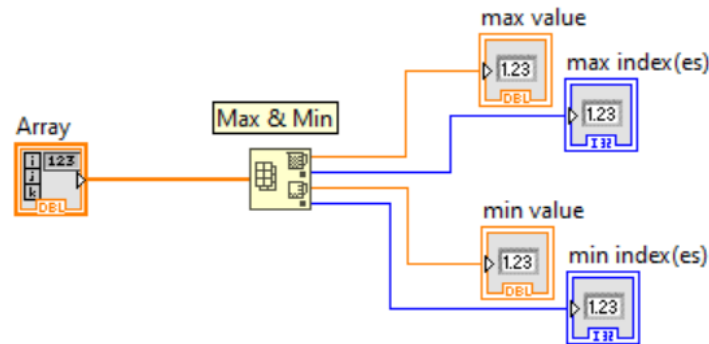 max value
1.23
DBL
max index(es)
1.23
I32
Array
i
j
k
123
DBL
Max & Min
min value
1.23
DBL
min index(es)
1.23
I32